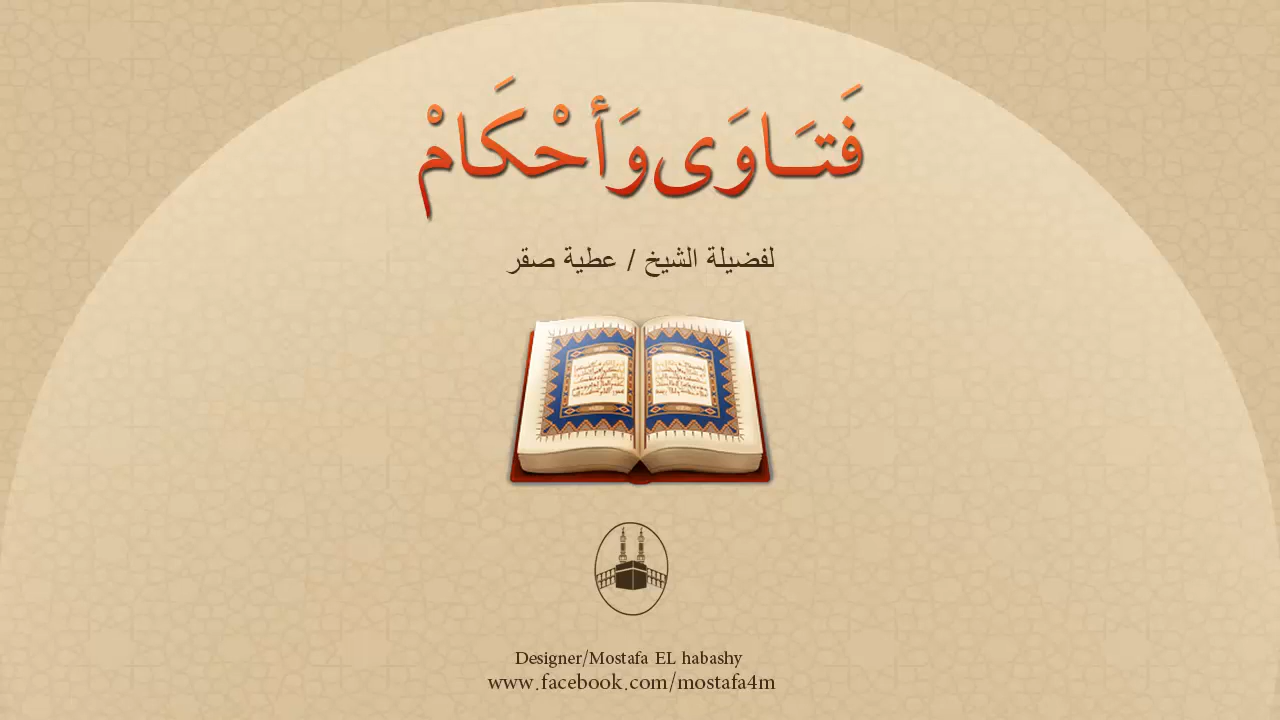 فَتَاوَى وَأَحْكَامْ
لفضيلة الشيخ / عطية صقر
Designer/Mostafa EL habashy
www.facebook.com/mostafa4m